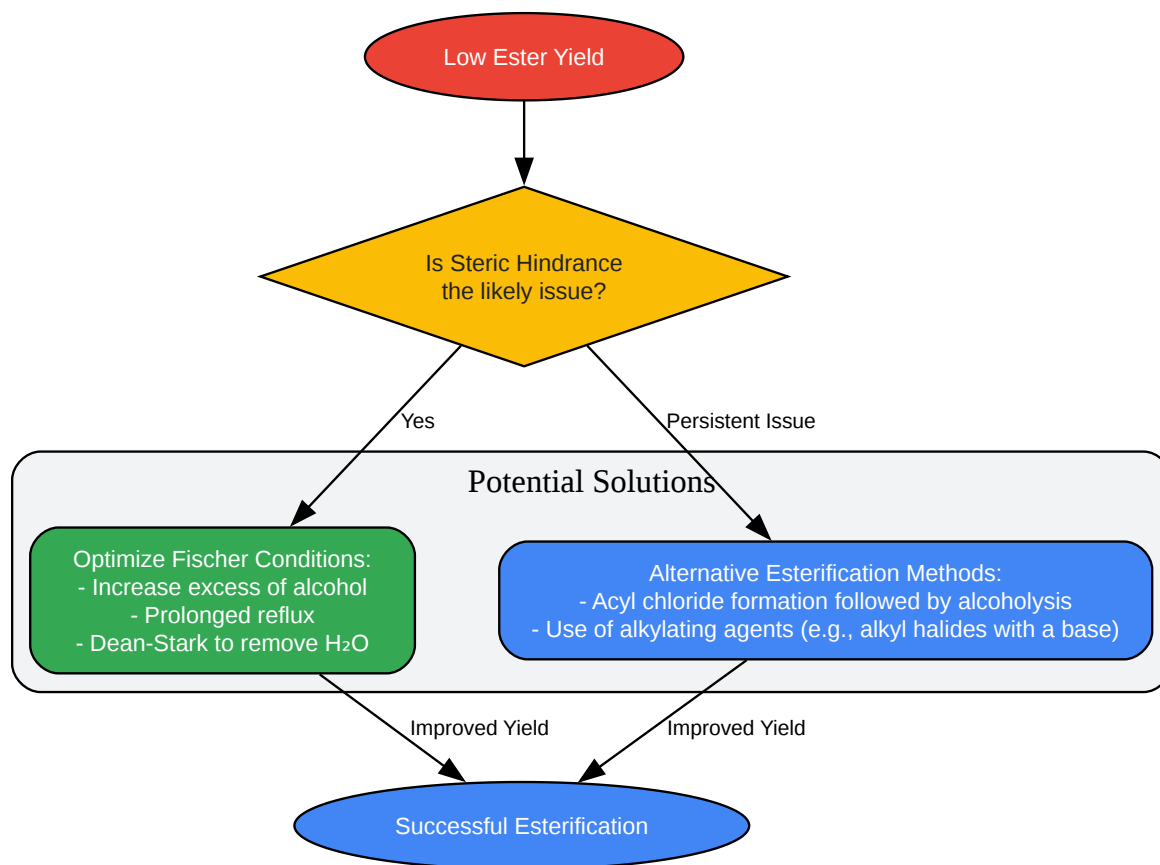 Low Ester Yield
Is Steric Hindrance
the likely issue?
Yes
Persistent Issue
Potential Solutions
Optimize Fischer Conditions:
- Increase excess of alcohol
- Prolonged reflux
- Dean-Stark to remove H₂O
Alternative Esterification Methods:
- Acyl chloride formation followed by alcoholysis
- Use of alkylating agents (e.g., alkyl halides with a base)
Improved Yield
Improved Yield
Successful Esterification